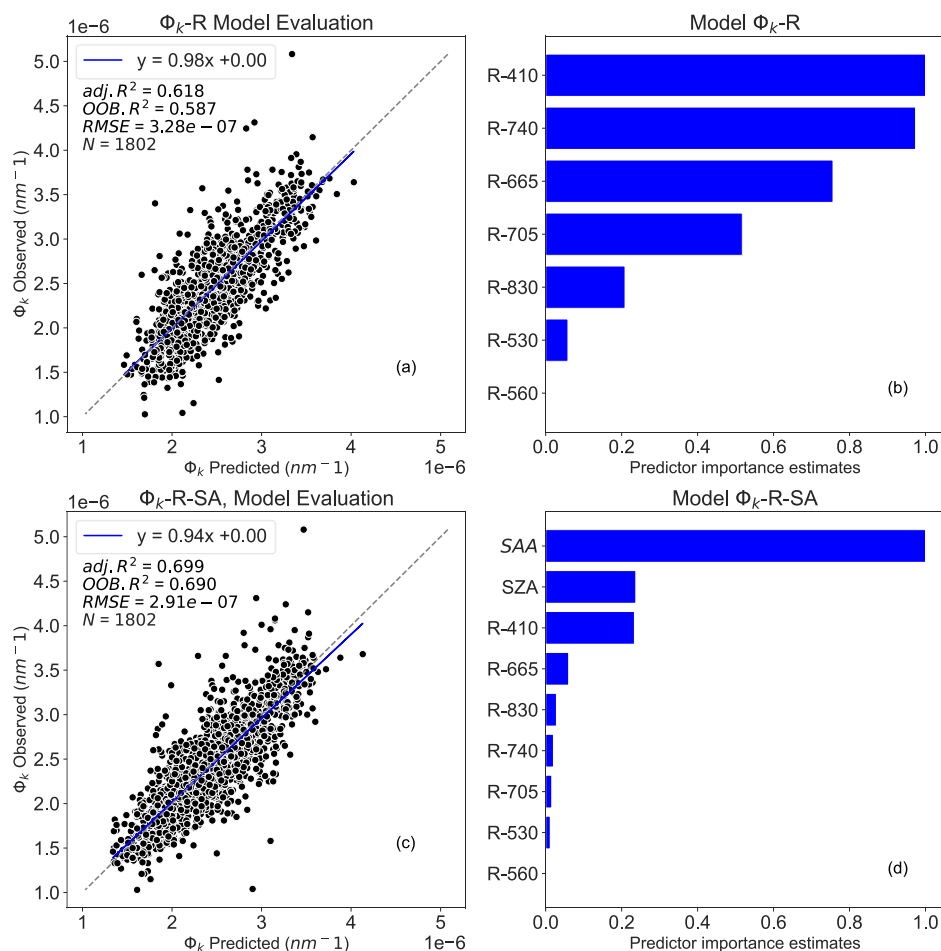 Φk-R Model Evaluation
1e−6
y = 0.98x +0.00
adj. R² = 0.618
OOB. R² = 0.587
RMSE = 3.28e − 07
N = 1802
5.0
4.5
4.0
3.5
3.0
2.5
2.0
1.5
1.0
Φk Observed (nm−1)
(a)
1 2 3 4 5
1e−6
Φk Predicted (nm−1)
Model Φk-R
R-410
R-740
R-665
R-705
R-830
R-530
R-560
(b)
0.0 0.2 0.4 0.6 0.8 1.0
Predictor importance estimates
Φk-R-SA, Model Evaluation
1e−6
y = 0.94x +0.00
adj. R² = 0.699
OOB. R² = 0.690
RMSE = 2.91e − 07
N = 1802
5.0
4.5
4.0
3.5
3.0
2.5
2.0
1.5
1.0
Φk Observed (nm−1)
(c)
1 2 3 4 5
1e−6
Φk Predicted (nm−1)
Model Φk-R-SA
SAA
SZA
R-410
R-665
R-830
R-740
R-705
R-530
R-560
(d)
0.0 0.2 0.4 0.6 0.8 1.0
Predictor importance estimates